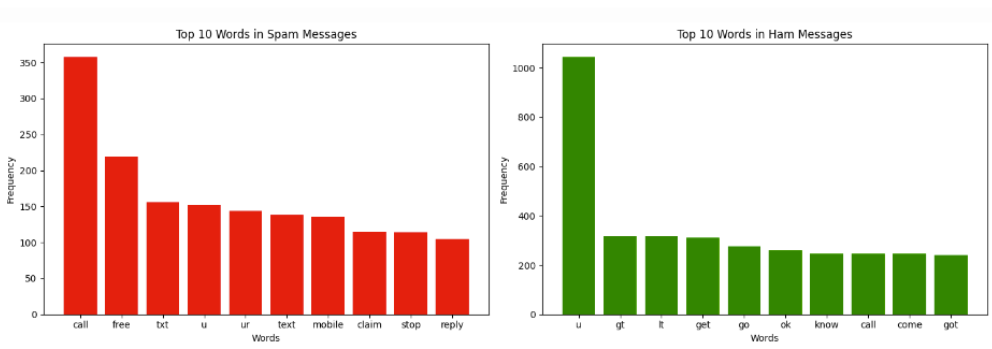 Top 10 Words in Spam Messages
350
300
250
200
150
100
50
0
Frequency
call free txt u ur text mobile claim stop reply
Words
Top 10 Words in Ham Messages
1000
800
600
400
200
0
Frequency
u gt lt get go ok know call come got
Words